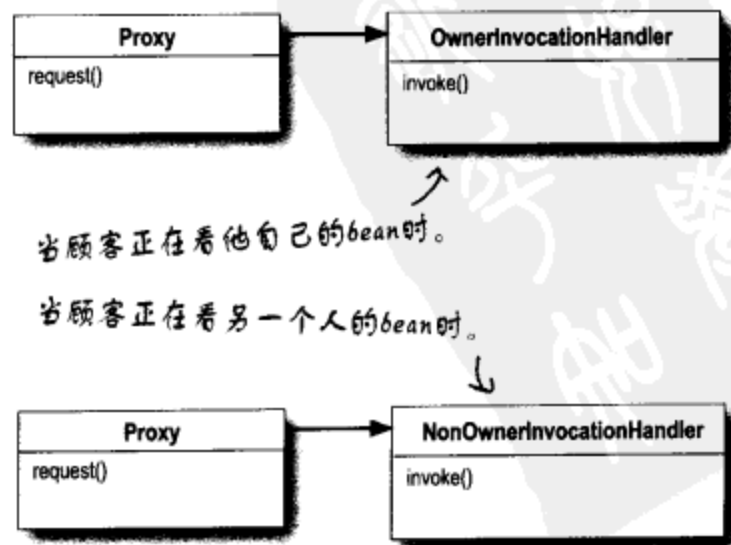 Proxy
request()
OwnerInvocationHandler
invoke()
当顾客正在看他自己的bean时。
当顾客正在看另一个人的bean时。
Proxy
request()
NonOwnerInvocationHandler
invoke()